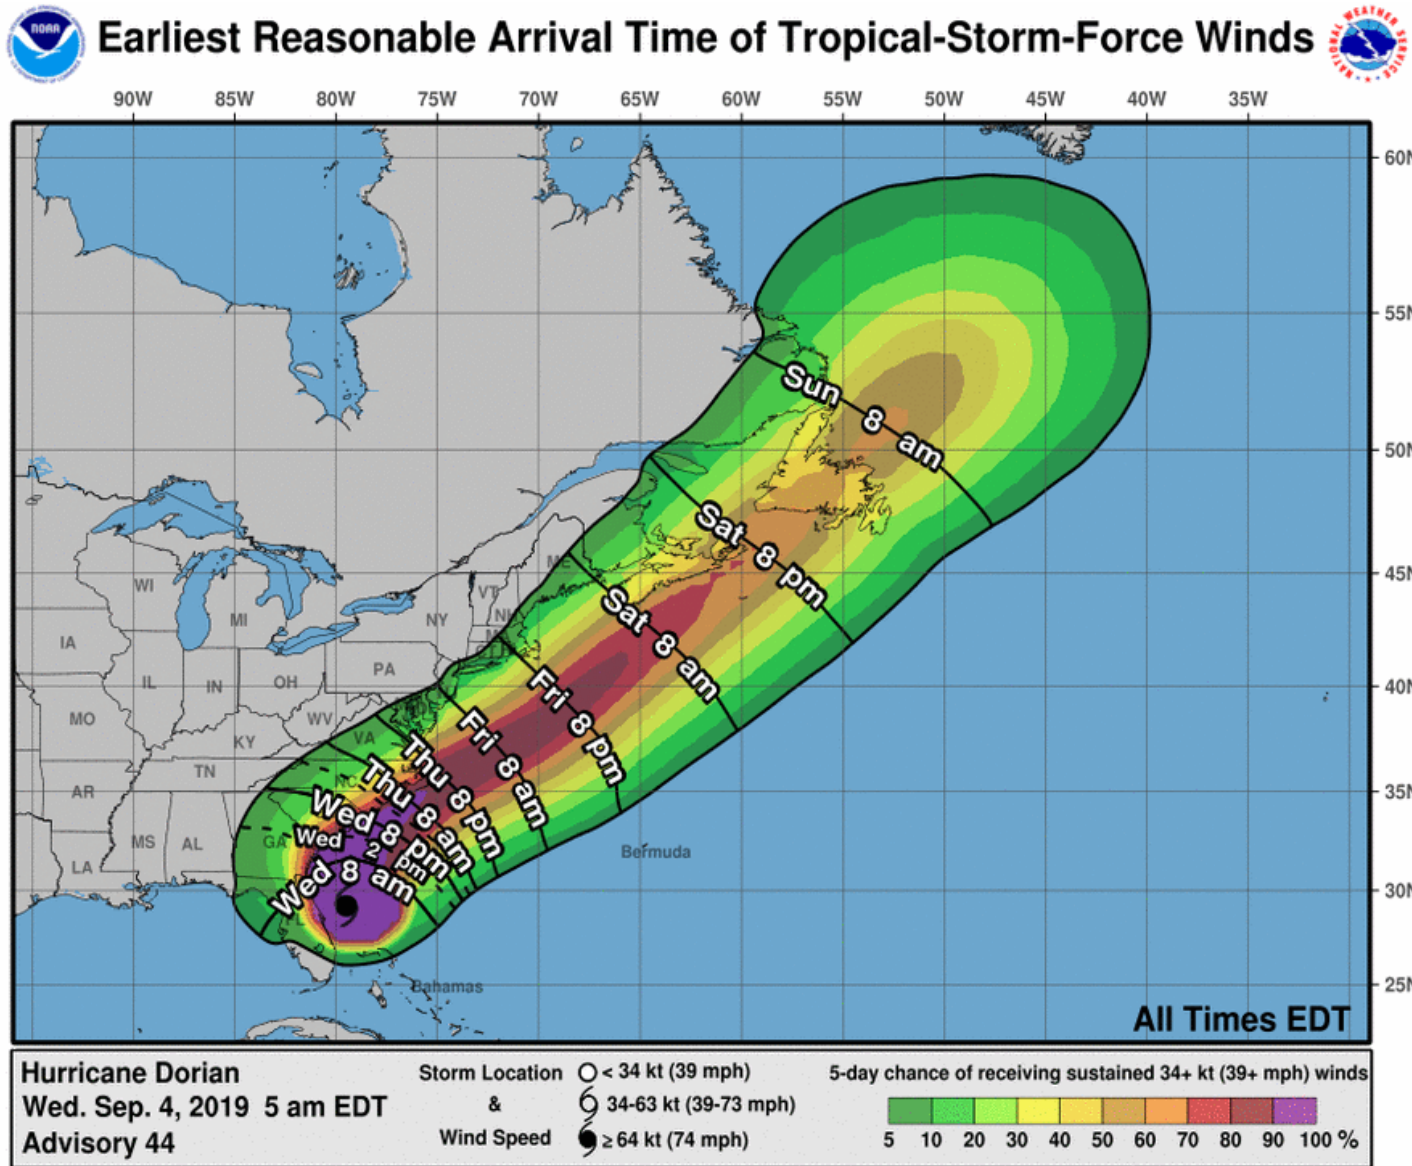 NOAA
Earliest Reasonable Arrival Time of Tropical-Storm-Force Winds
NATIONAL WEATHER SERVICE
90W 85W 80W 75W 70W 65W 60W 55W 50W 45W 40W 35W
60N
55N
50N
45N
40N
35N
30N
25N
Sun 8 am
Sat 8 pm
Sat 8 am
Fri 8 pm
Fri 8 am
Thu 8 pm
Thu 8 am
Wed 8 pm
Wed 2 pm
Wed 8 am
ME
VT
NH
WI
MI
NY
IA
PA
IL
IN
OH
MO
WV
KY
VA
TN
NC
AR
MS
AL
GA
LA
FL
Bermuda
Bahamas
All Times EDT
Hurricane Dorian
Wed. Sep. 4, 2019 5 am EDT
Advisory 44
Storm Location
&
Wind Speed
< 34 kt (39 mph)
34-63 kt (39-73 mph)
≥ 64 kt (74 mph)
5-day chance of receiving sustained 34+ kt (39+ mph) winds
5 10 20 30 40 50 60 70 80 90 100 %